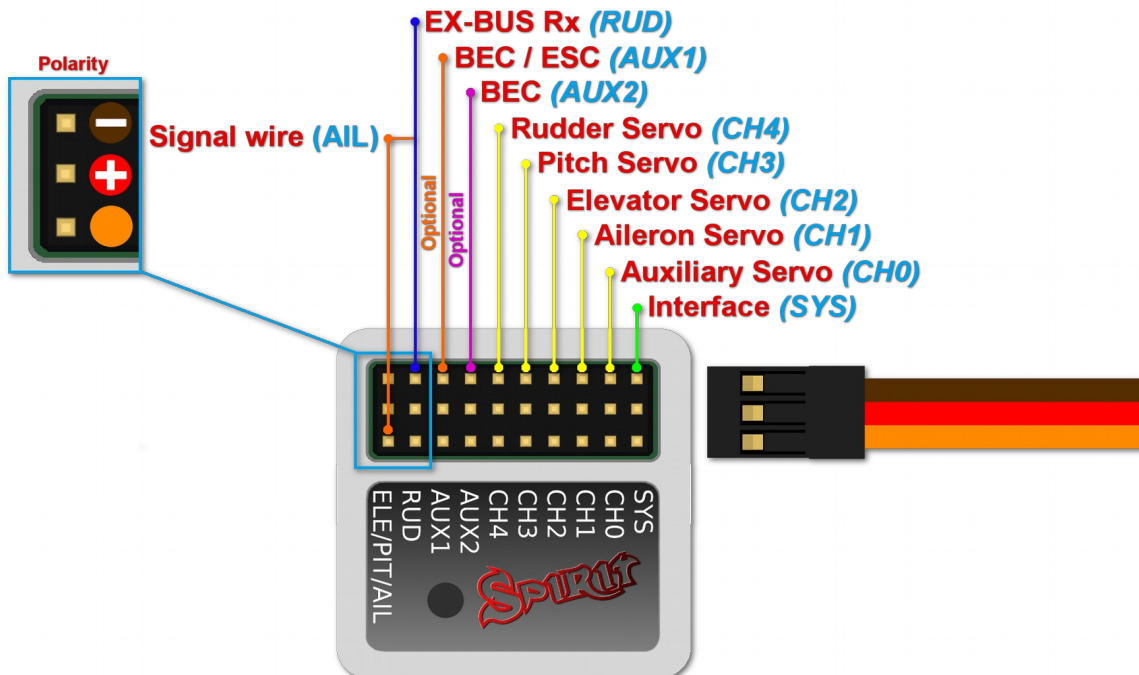 EX-BUS Rx (RUD)
BEC / ESC (AUX1)
Polarity
BEC (AUX2)
Signal wire (AIL)
Rudder Servo (CH4)
Pitch Servo (CH3)
Optional
Optional
Elevator Servo (CH2)
Aileron Servo (CH1)
Auxiliary Servo (CH0)
Interface (SYS)
ELE/PIT/AIL
RUD
AUX1
AUX2
CH4
CH3
CH2
CH1
CH0
SYS
SPIRIT